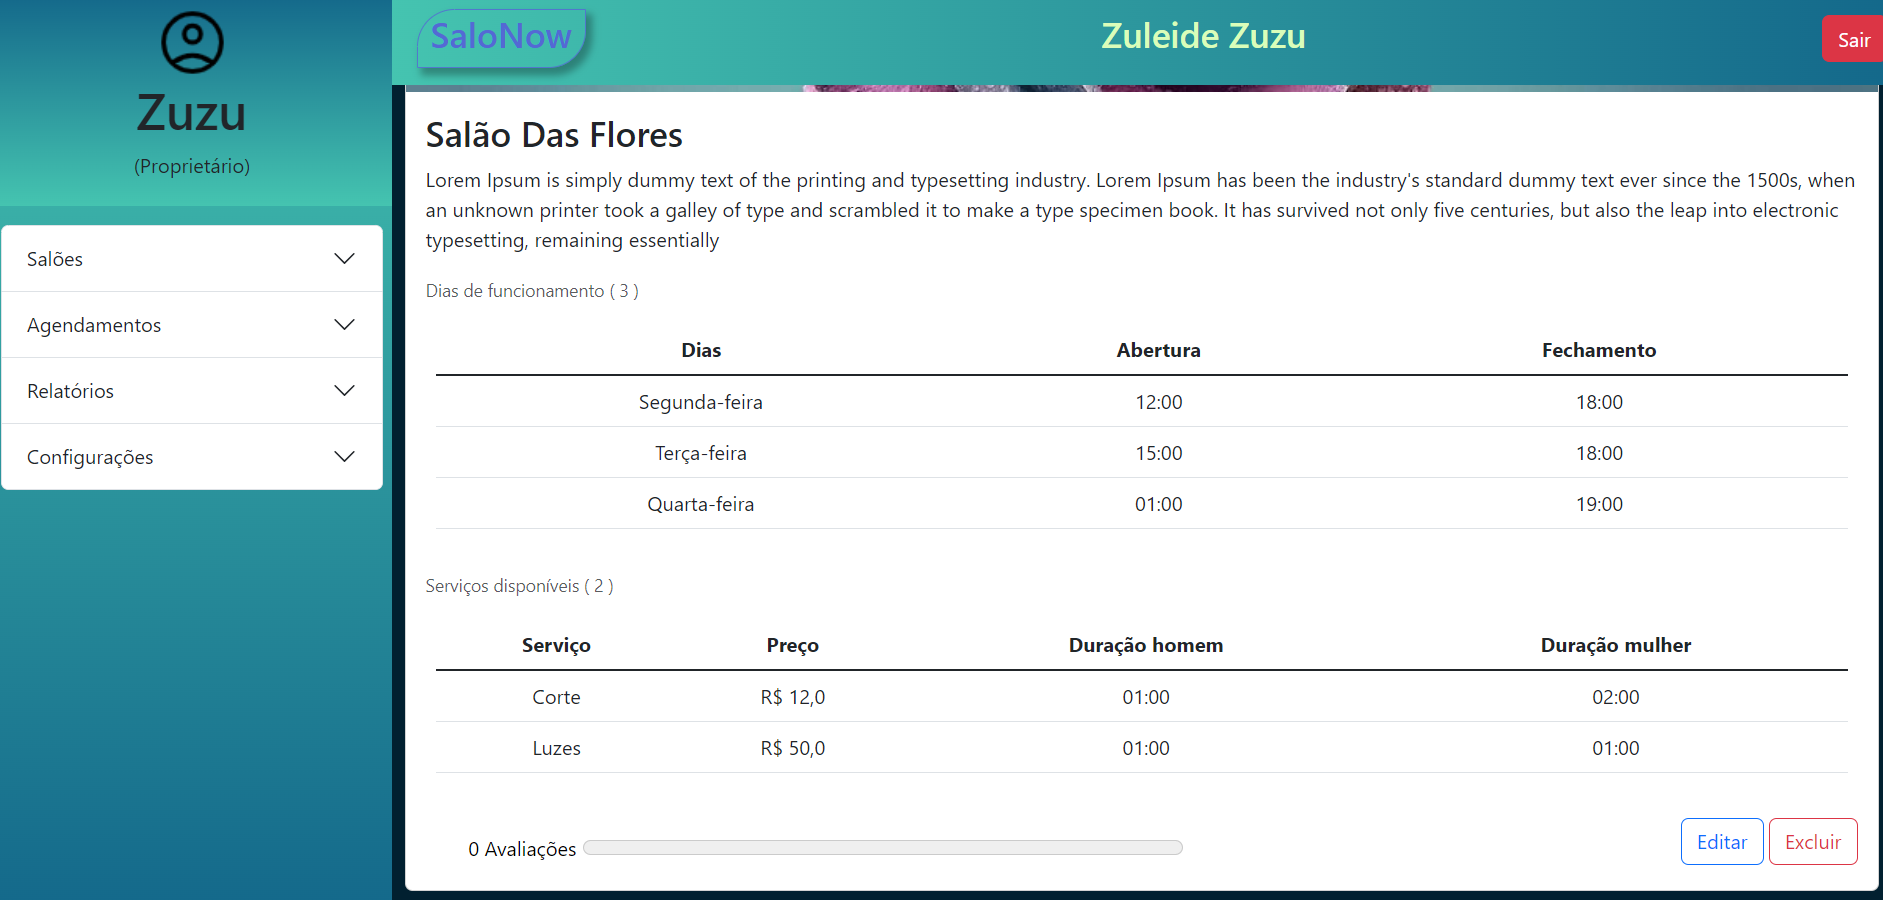 Zuzu
(Proprietário)
Salões
Agendamentos
Relatórios
Configurações
SaloNow
Zuleide Zuzu
Sair
Salão Das Flores
Lorem Ipsum is simply dummy text of the printing and typesetting industry. Lorem Ipsum has been the industry's standard dummy text ever since the 1500s, when
an unknown printer took a galley of type and scrambled it to make a type specimen book. It has survived not only five centuries, but also the leap into electronic
typesetting, remaining essentially
Dias de funcionamento ( 3 )
Dias Abertura Fechamento
Segunda-feira 12:00 18:00
Terça-feira 15:00 18:00
Quarta-feira 01:00 19:00
Serviços disponíveis ( 2 )
Serviço Preço Duração homem Duração mulher
Corte R$ 12,0 01:00 02:00
Luzes R$ 50,0 01:00 01:00
0 Avaliações
Editar Excluir